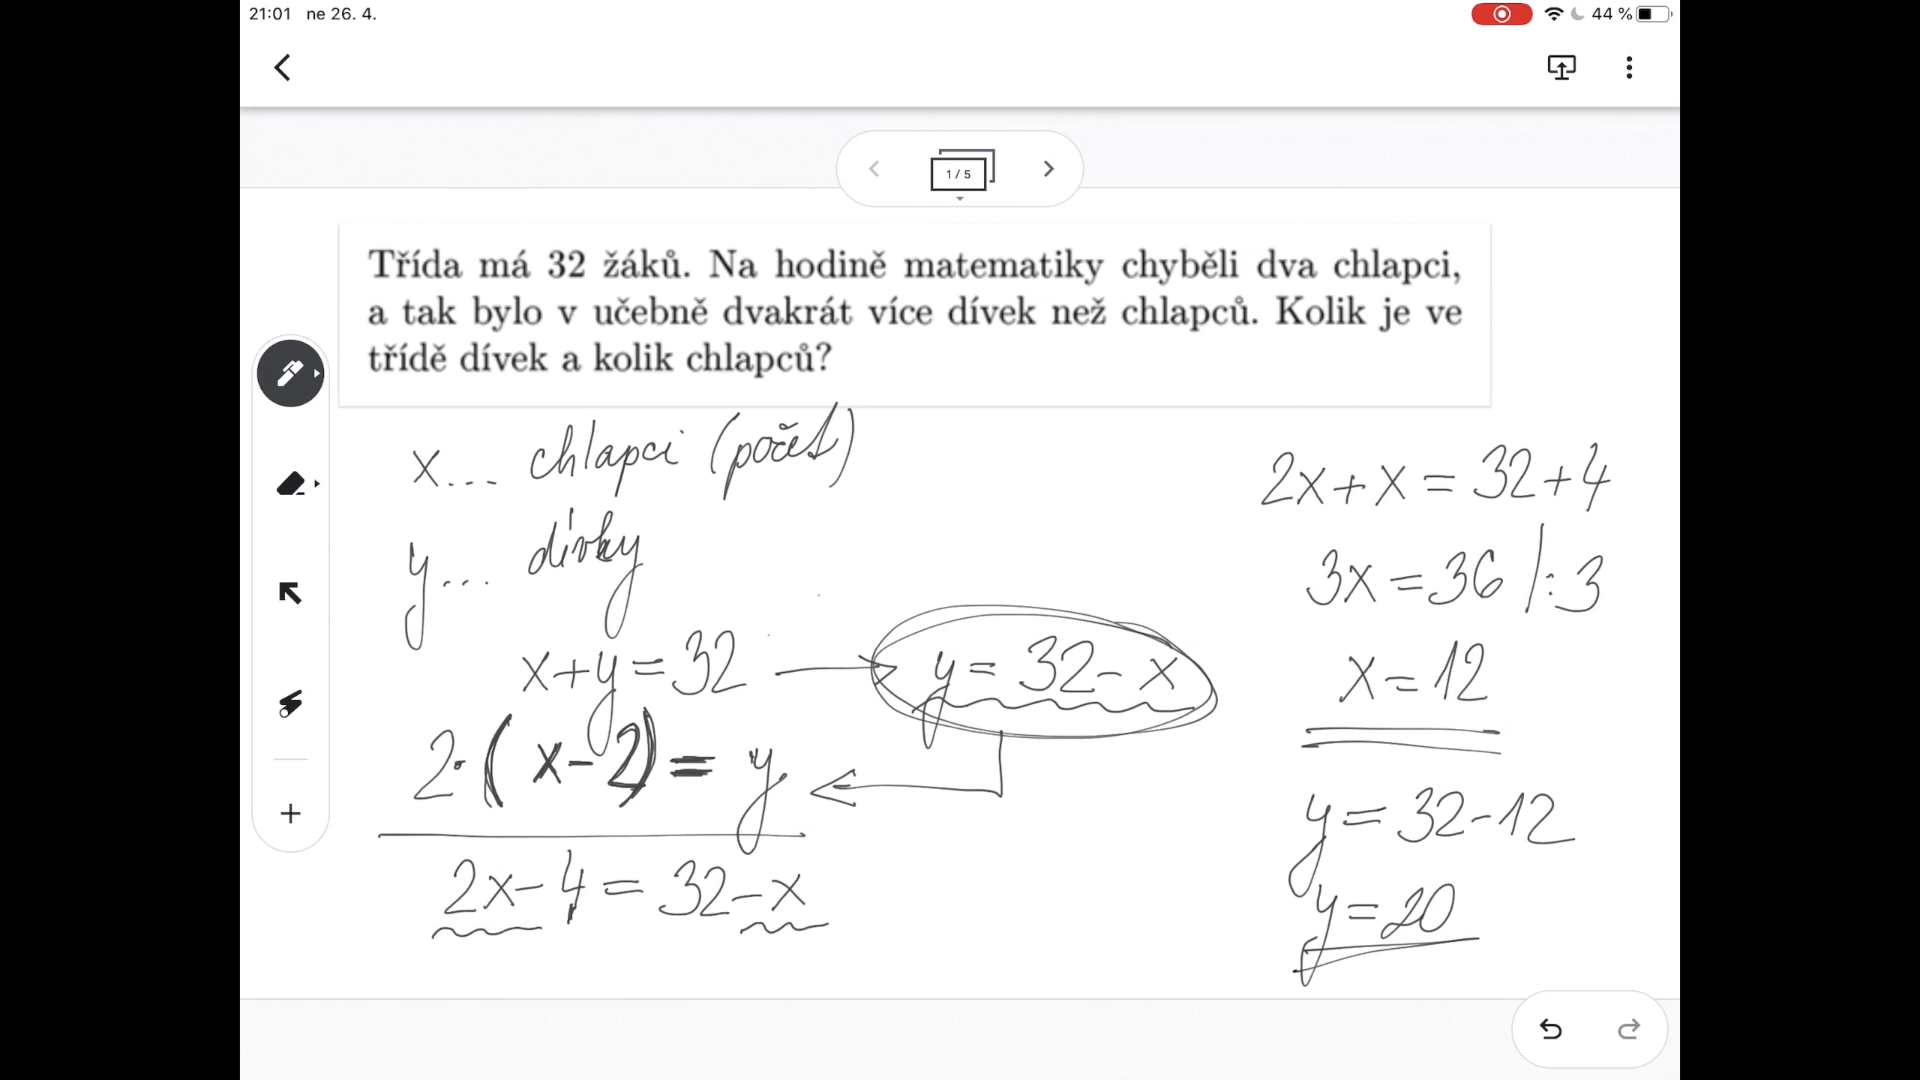 21:01 ne 26. 4.
44 %
1 / 5
Třída má 32 žáků. Na hodině matematiky chyběli dva chlapci,
a tak bylo v učebně dvakrát více dívek než chlapců. Kolik je ve
třídě dívek a kolik chlapců?
x... chlapci (počet)
y... dívky
x+y=32 → y= 32-x
2·(x-2)= y
2x-4= 32-x
2x+x=32+4
3x=36 /:3
x=12
y=32-12
y=20